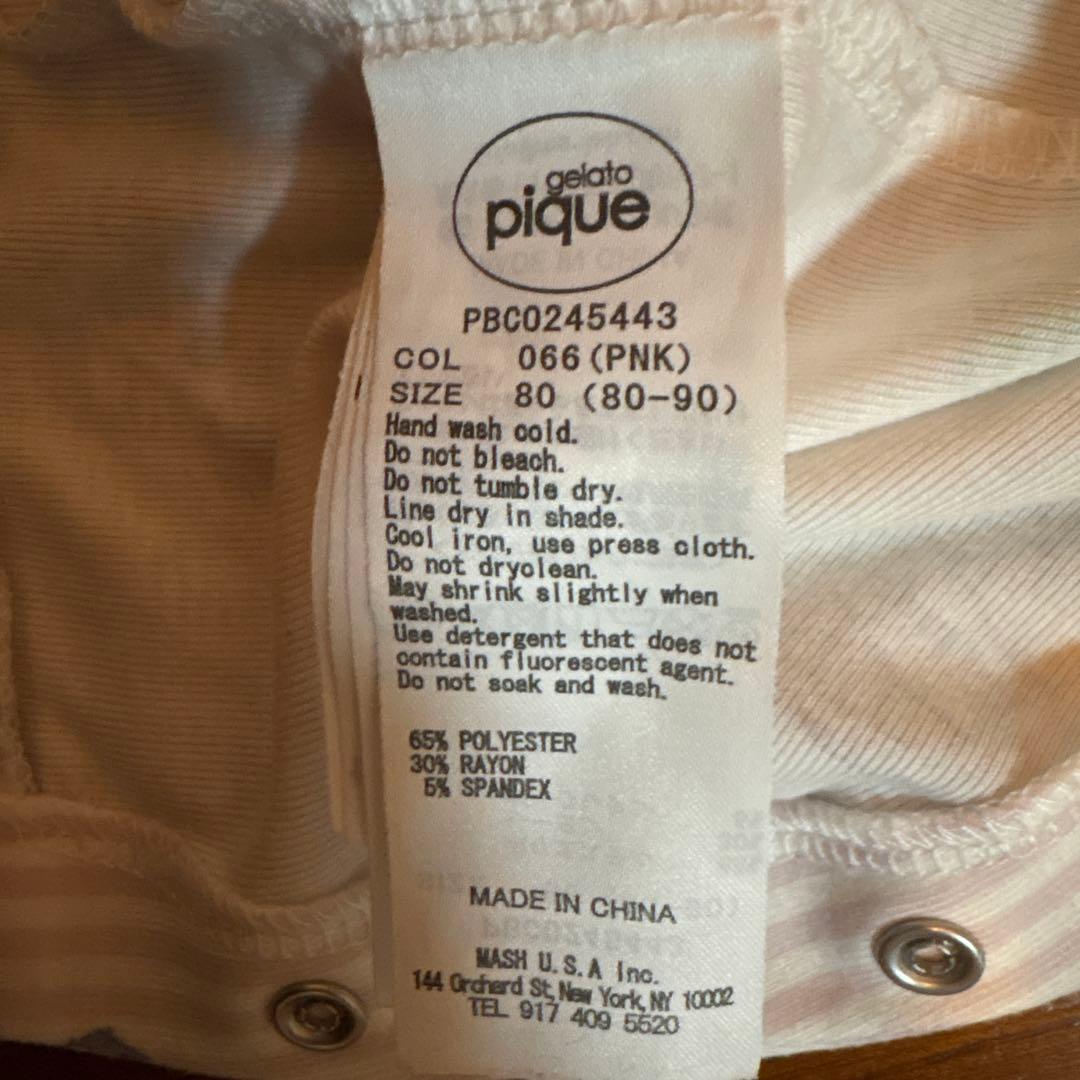 gelato
pique
PBC0245443
COL 066(PNK)
SIZE 80 (80-90)
Hand wash cold.
Do not bleach.
Do not tumble dry.
Line dry in shade.
Cool iron, use press cloth.
Do not dryclean.
May shrink slightly when
washed.
Use detergent that does not
contain fluorescent agent.
Do not soak and wash.
65% POLYESTER
30% RAYON
5% SPANDEX
MADE IN CHINA
MASH U.S.A Inc.
144 Orchard St, New York, NY 10002
TEL 917 409 5520